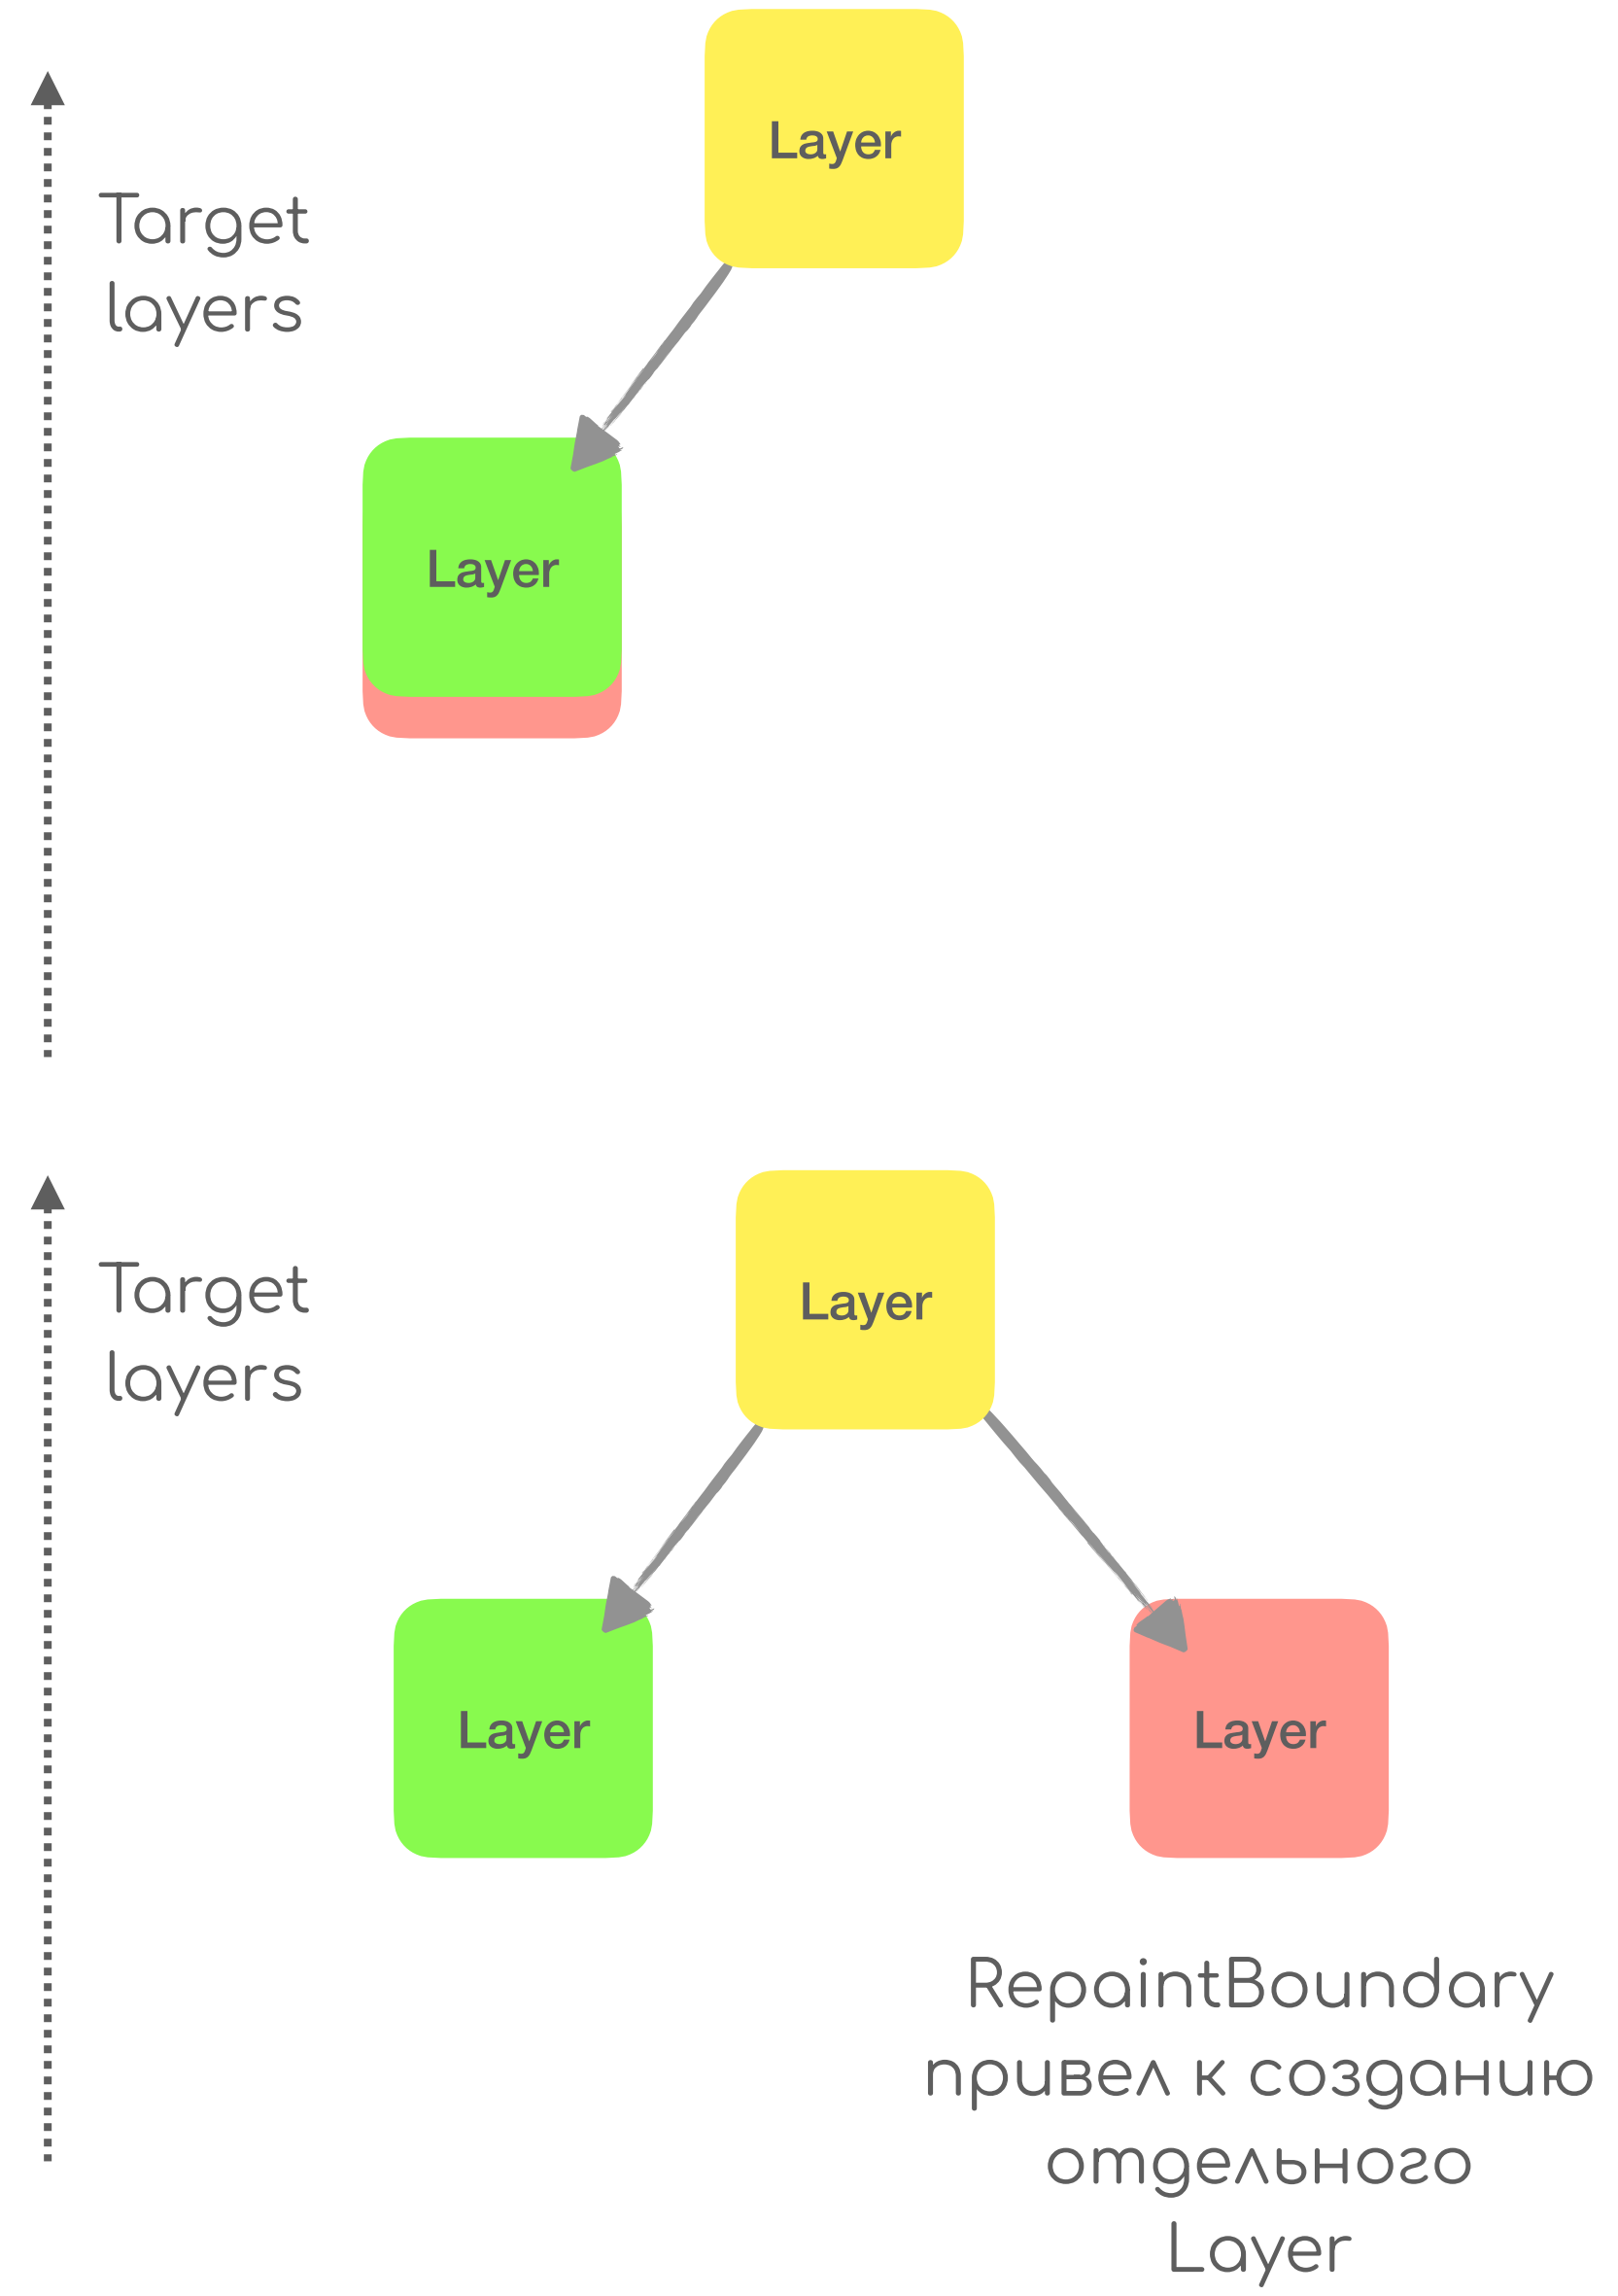 Layer
Target
layers
Layer
Target
layers
Layer
Layer
Layer
RepaintBoundary
привел к созданию
отдельного
Layer